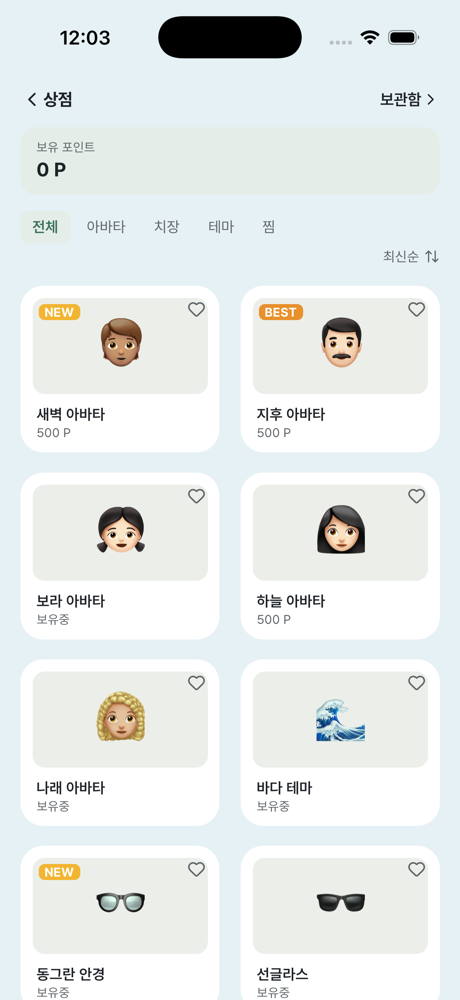 12:03
상점
보관함
보유 포인트
0 P
전체 아바타 치장 테마 찜
최신순
NEW
BEST
새벽 아바타
500 P
지후 아바타
500 P
보라 아바타
보유중
하늘 아바타
500 P
나래 아바타
보유중
바다 테마
보유중
NEW
동그란 안경
보유중
선글라스
보유중